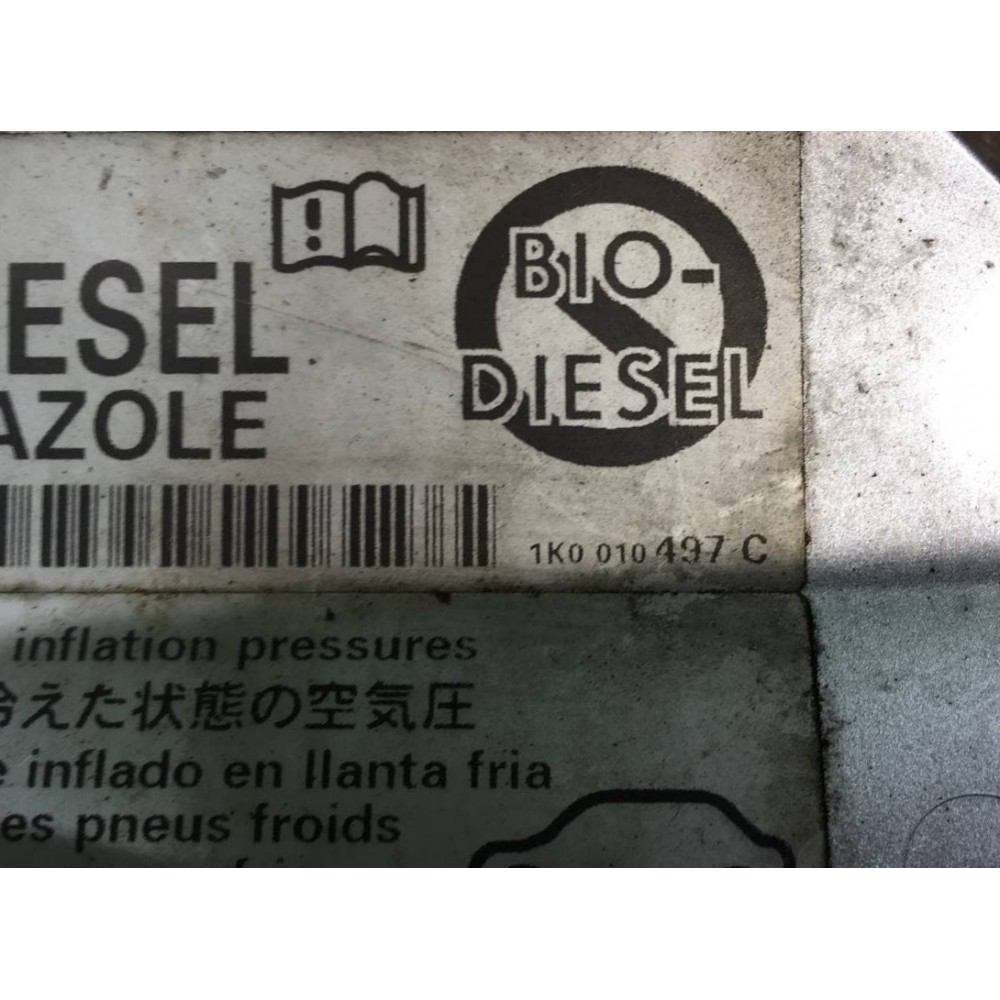 BIO-
DIESEL
ESEL
AZOLE
1K0 010 497 C
inflation pressures
冷えた状態の空気圧
e inflado en llanta fria
es pneus froids